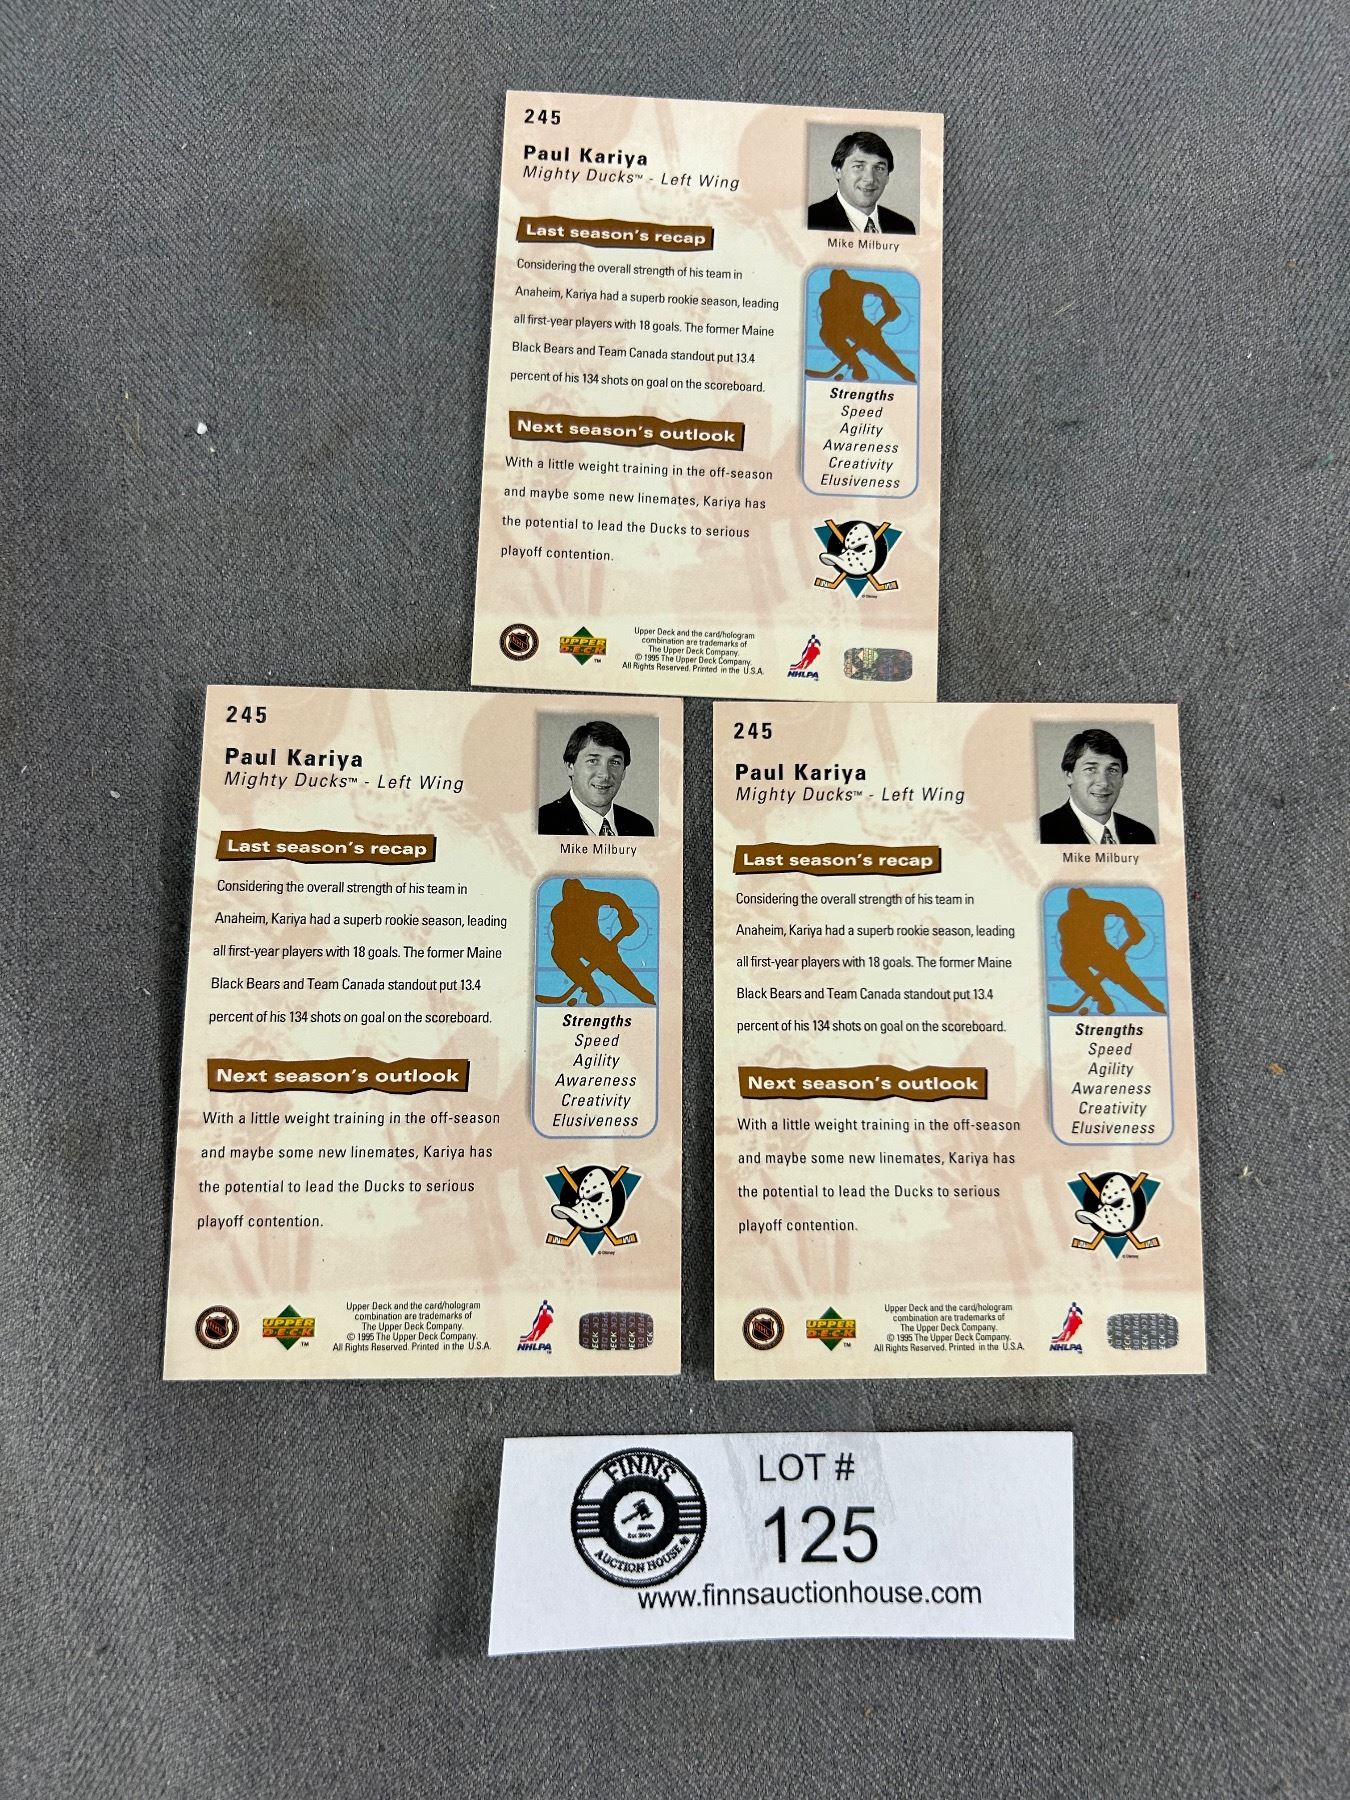 245
Paul Kariya
Mighty Ducks™ - Left Wing
Mike Milbury
Last season's recap
Considering the overall strength of his team in
Anaheim, Kariya had a superb rookie season, leading
all first-year players with 18 goals. The former Maine
Black Bears and Team Canada standout put 13.4
percent of his 134 shots on goal on the scoreboard.
Strengths
Speed
Agility
Awareness
Creativity
Elusiveness
Next season's outlook
With a little weight training in the off-season
and maybe some new linemates, Kariya has
the potential to lead the Ducks to serious
playoff contention.
© Disney
UPPER
DECK
™
Upper Deck and the card/hologram
combination are trademarks of
The Upper Deck Company.
© 1995 The Upper Deck Company.
All Rights Reserved. Printed in the U.S.A.
NHLPA
245
Paul Kariya
Mighty Ducks™ - Left Wing
Mike Milbury
Last season's recap
Considering the overall strength of his team in
Anaheim, Kariya had a superb rookie season, leading
all first-year players with 18 goals. The former Maine
Black Bears and Team Canada standout put 13.4
percent of his 134 shots on goal on the scoreboard.
Strengths
Speed
Agility
Awareness
Creativity
Elusiveness
Next season's outlook
With a little weight training in the off-season
and maybe some new linemates, Kariya has
the potential to lead the Ducks to serious
playoff contention.
© Disney
UPPER
DECK
™
Upper Deck and the card/hologram
combination are trademarks of
The Upper Deck Company.
© 1995 The Upper Deck Company.
All Rights Reserved. Printed in the U.S.A.
NHLPA
245
Paul Kariya
Mighty Ducks™ - Left Wing
Mike Milbury
Last season's recap
Considering the overall strength of his team in
Anaheim, Kariya had a superb rookie season, leading
all first-year players with 18 goals. The former Maine
Black Bears and Team Canada standout put 13.4
percent of his 134 shots on goal on the scoreboard.
Strengths
Speed
Agility
Awareness
Creativity
Elusiveness
Next season's outlook
With a little weight training in the off-season
and maybe some new linemates, Kariya has
the potential to lead the Ducks to serious
playoff contention.
© Disney
UPPER
DECK
™
Upper Deck and the card/hologram
combination are trademarks of
The Upper Deck Company.
© 1995 The Upper Deck Company.
All Rights Reserved. Printed in the U.S.A.
NHLPA
FINNS
AUCTION HOUSE
LOT #
125
www.finnsauctionhouse.com